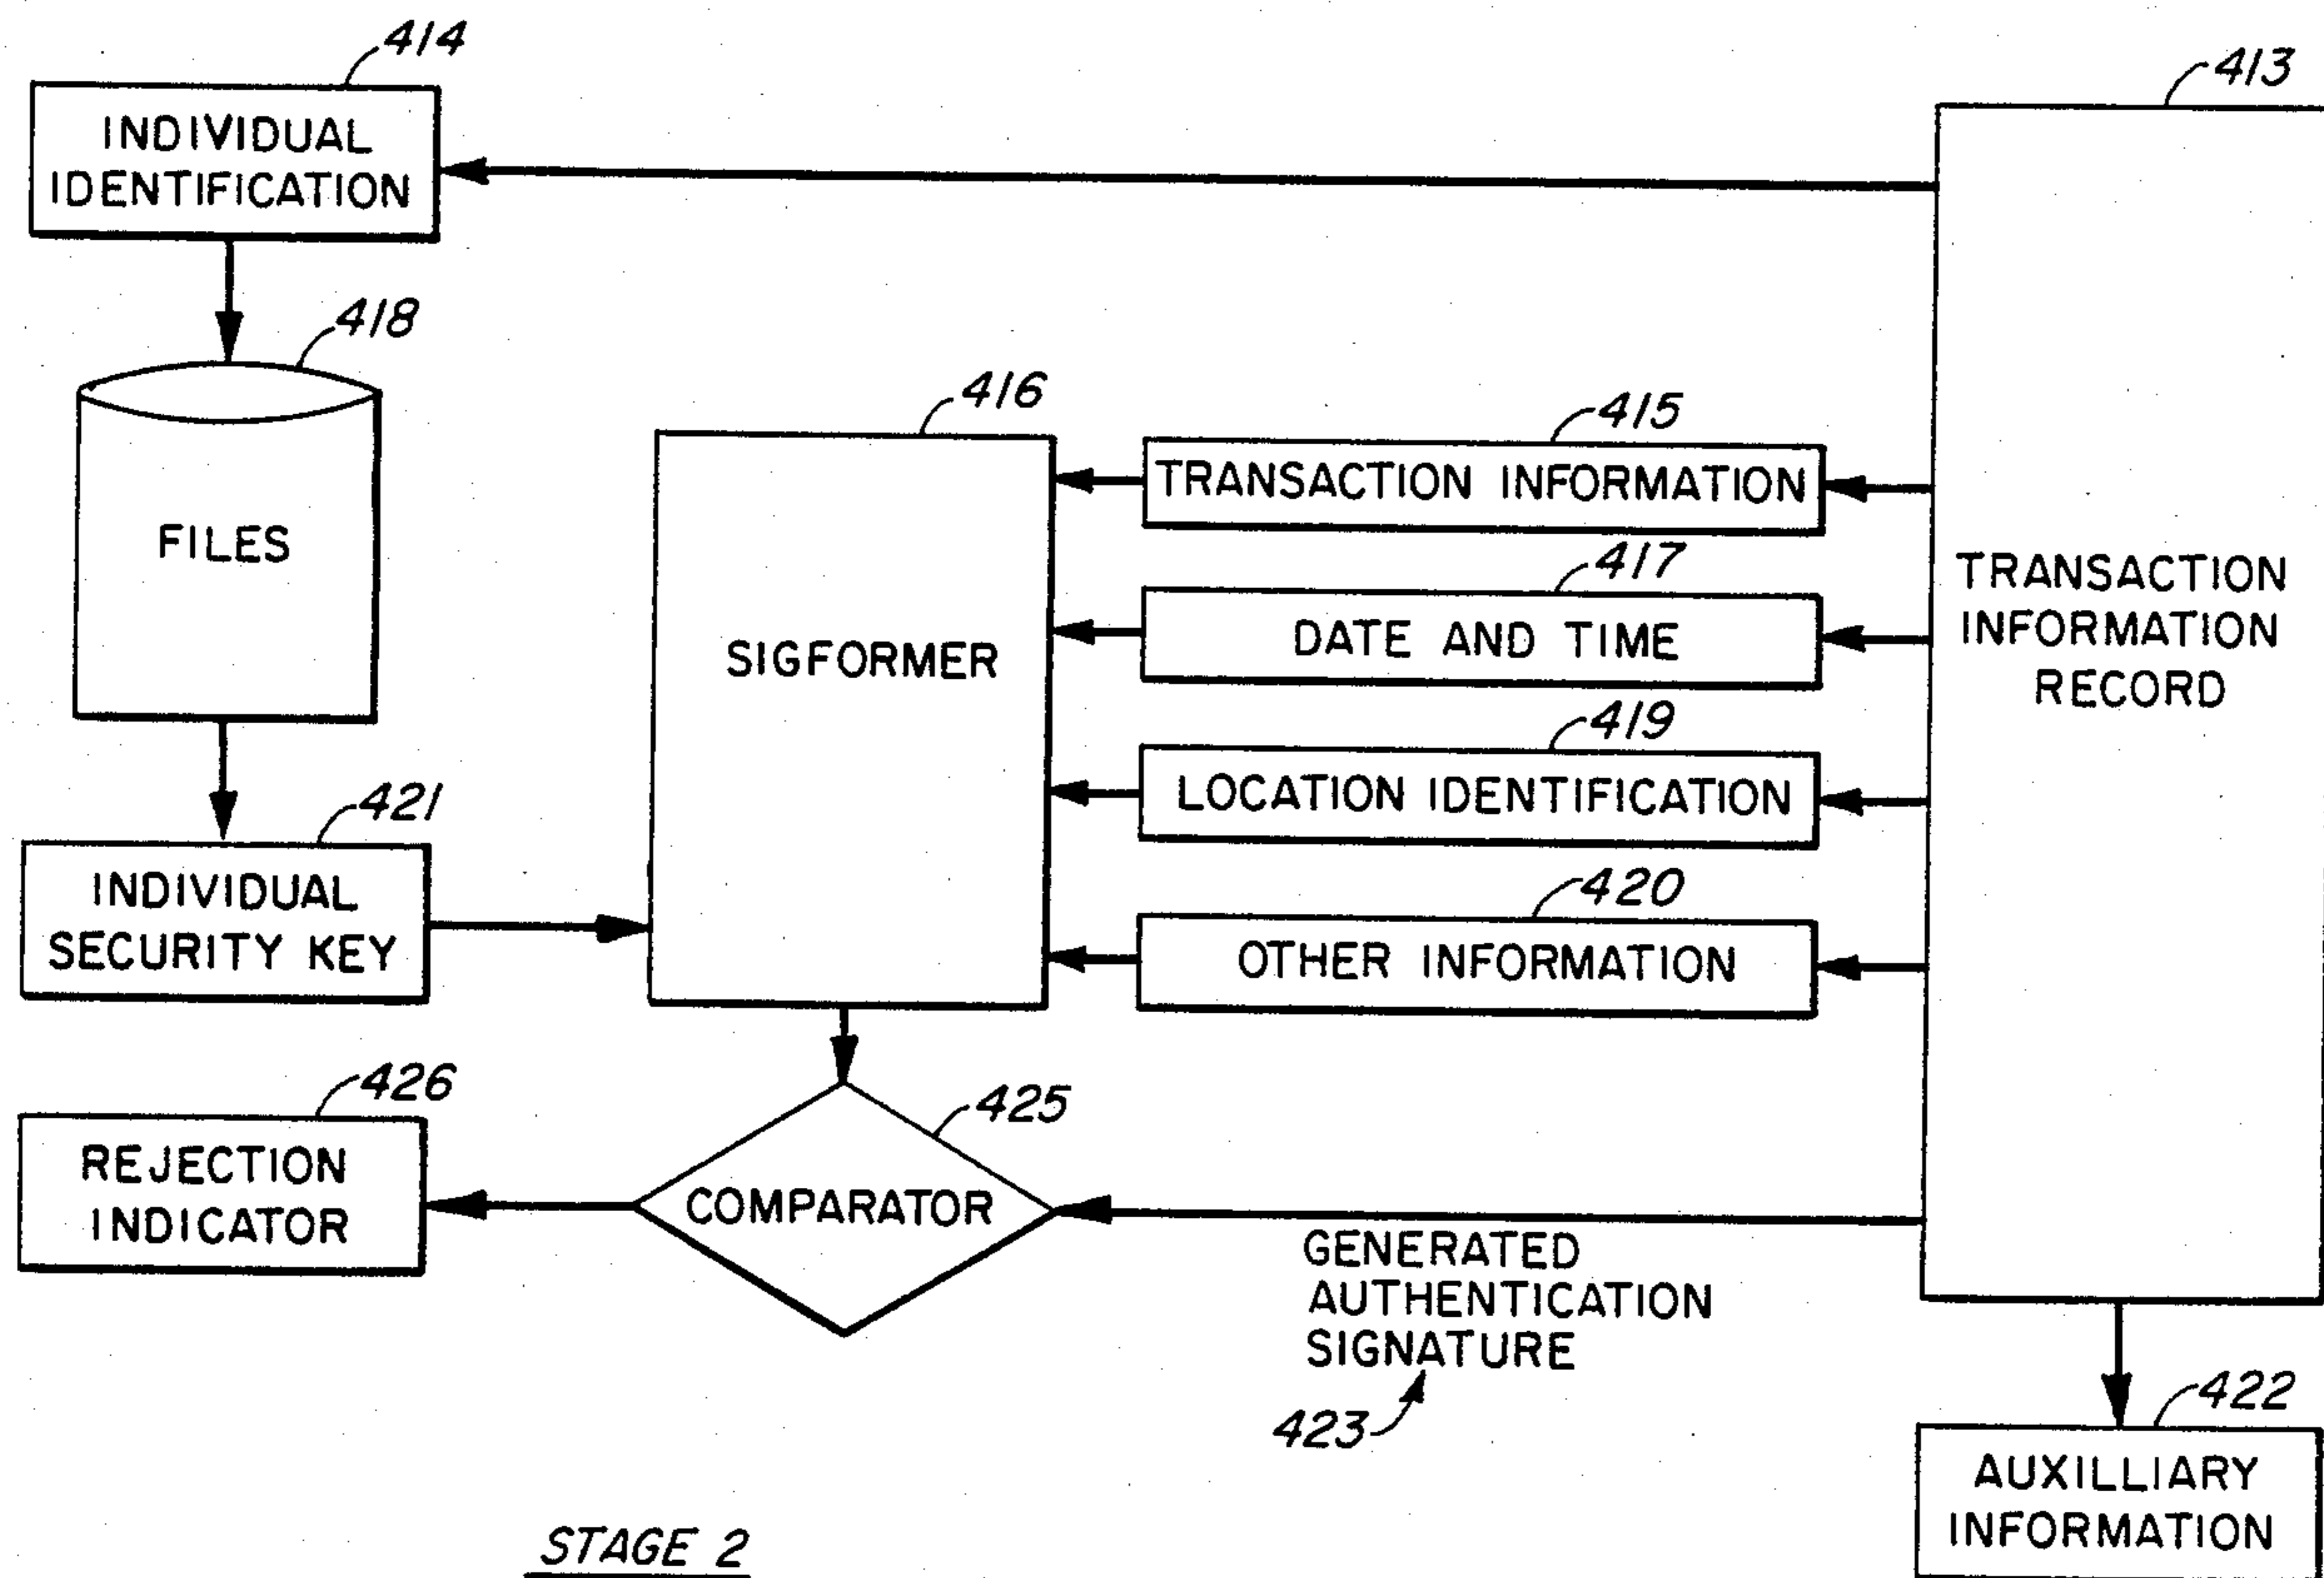 414
INDIVIDUAL
IDENTIFICATION
413
418
FILES
416
SIGFORMER
415
TRANSACTION INFORMATION
417
DATE AND TIME
419
LOCATION IDENTIFICATION
420
OTHER INFORMATION
TRANSACTION
INFORMATION
RECORD
421
INDIVIDUAL
SECURITY KEY
426
REJECTION
INDICATOR
425
COMPARATOR
GENERATED
AUTHENTICATION
SIGNATURE
423
422
AUXILLIARY
INFORMATION
STAGE 2